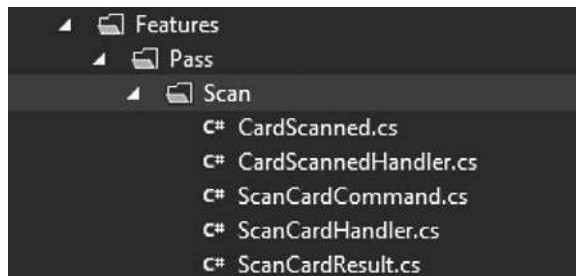 Features
Pass
Scan
C# CardScanned.cs
C# CardScannedHandler.cs
C# ScanCardCommand.cs
C# ScanCardHandler.cs
C# ScanCardResult.cs